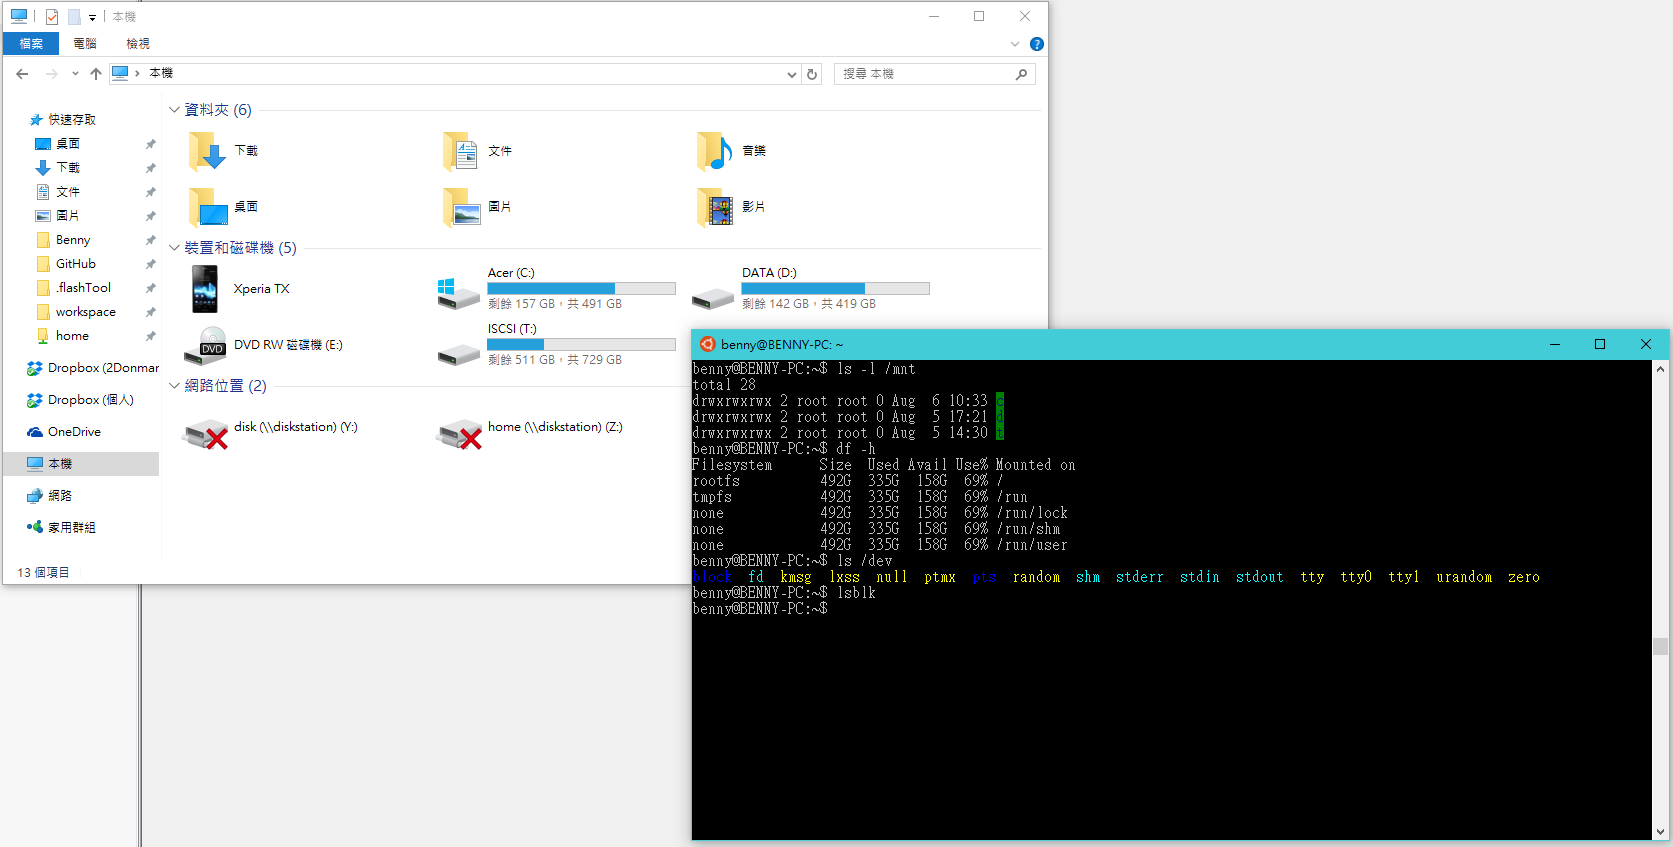 本機
檔案 電腦 檢視
本機
搜尋 本機
快速存取
桌面
下載
文件
圖片
Benny
GitHub
.flashTool
workspace
home
Dropbox (2Donmar
Dropbox (個人)
OneDrive
本機
網路
家用群組
13 個項目
資料夾 (6)
下載 文件 音樂
桌面 圖片 影片
裝置和磁碟機 (5)
Xperia TX
Acer (C:)
剩餘 157 GB，共 491 GB
DATA (D:)
剩餘 142 GB，共 419 GB
DVD RW 磁碟機 (E:)
DVD
ISCSI (T:)
剩餘 511 GB，共 729 GB
網路位置 (2)
disk (\\diskstation) (Y:)
home (\\diskstation) (Z:)
benny@BENNY-PC: ~
benny@BENNY-PC:~$ ls -l /mnt
total 28
drwxrwxrwx 2 root root 0 Aug  6 10:33 c
drwxrwxrwx 2 root root 0 Aug  5 17:21 d
drwxrwxrwx 2 root root 0 Aug  5 14:30 t
benny@BENNY-PC:~$ df -h
Filesystem      Size  Used Avail Use% Mounted on
rootfs          492G  335G  158G  69% /
tmpfs           492G  335G  158G  69% /run
none            492G  335G  158G  69% /run/lock
none            492G  335G  158G  69% /run/shm
none            492G  335G  158G  69% /run/user
benny@BENNY-PC:~$ ls /dev
block  fd  kmsg  lxss  null  ptmx  pts  random  shm  stderr  stdin  stdout  tty  tty0  tty1  urandom  zero
benny@BENNY-PC:~$ lsblk
benny@BENNY-PC:~$